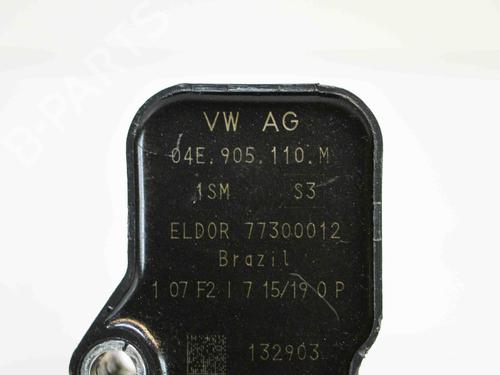 B-PARTS
VW AG
04E.905.110.M
1SM S3
ELDOR 77300012
Brazil
1 07 F2 I 7 15/19 0 P
132903